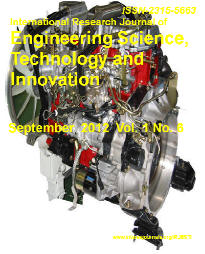 ISSN-2315-5663
International Research Journal of
Engineering Science,
Technology and
Innovation
September 2012 Vol. 1 No. 6